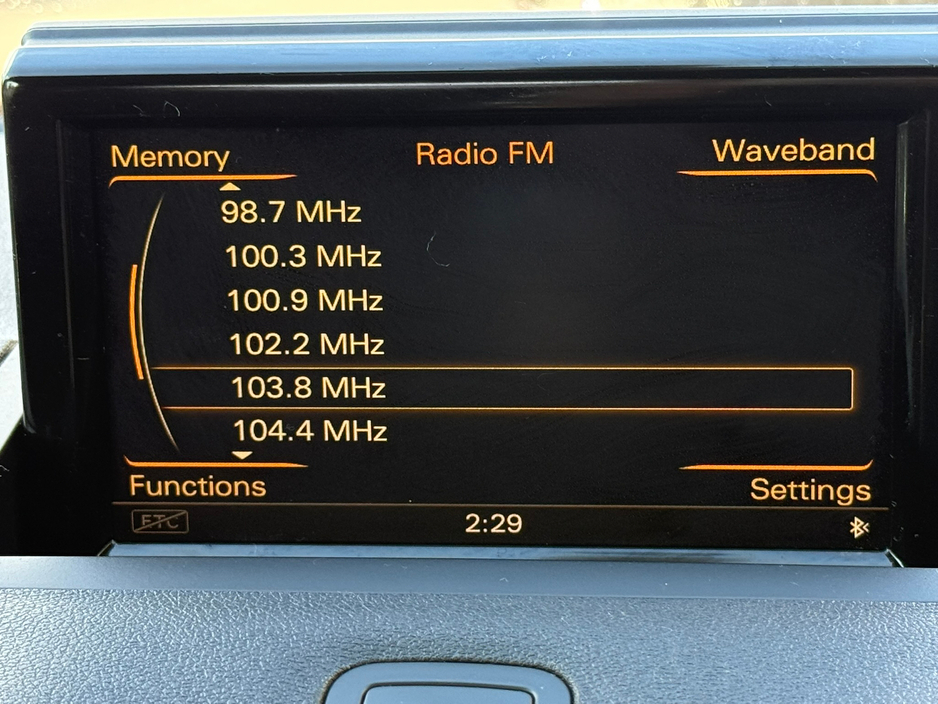 Memory Radio FM Waveband
98.7 MHz
100.3 MHz
100.9 MHz
102.2 MHz
103.8 MHz
104.4 MHz
Functions Settings
ETC 2:29